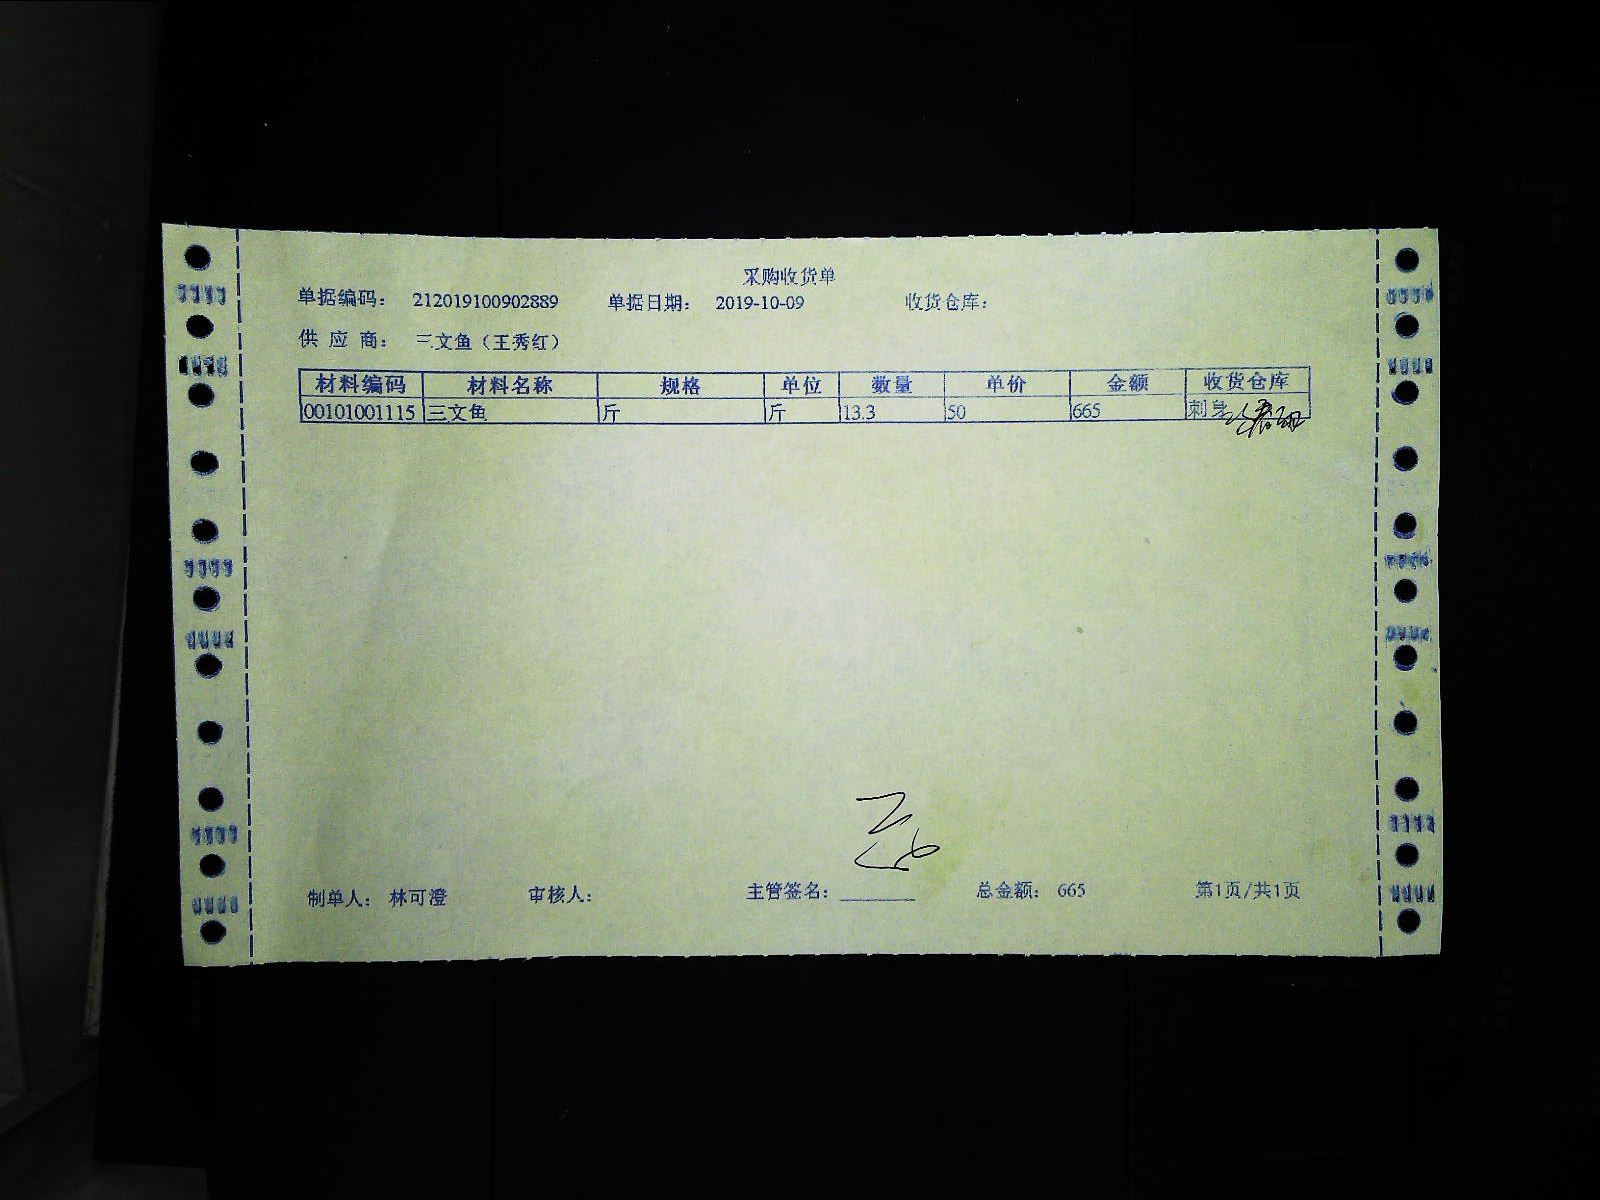 采购收货单
单据编码： 212019100902889 单据日期： 2019-10-09 收货仓库：
供 应 商： 三文鱼（王秀红）
材料编码 材料名称 规格 单位 数量 单价 金额 收货仓库
00101001115 三文鱼 斤 斤 13.3 50 665 刺身
制单人： 林可澄 审核人： 主管签名： 总金额： 665 第1页/共1页